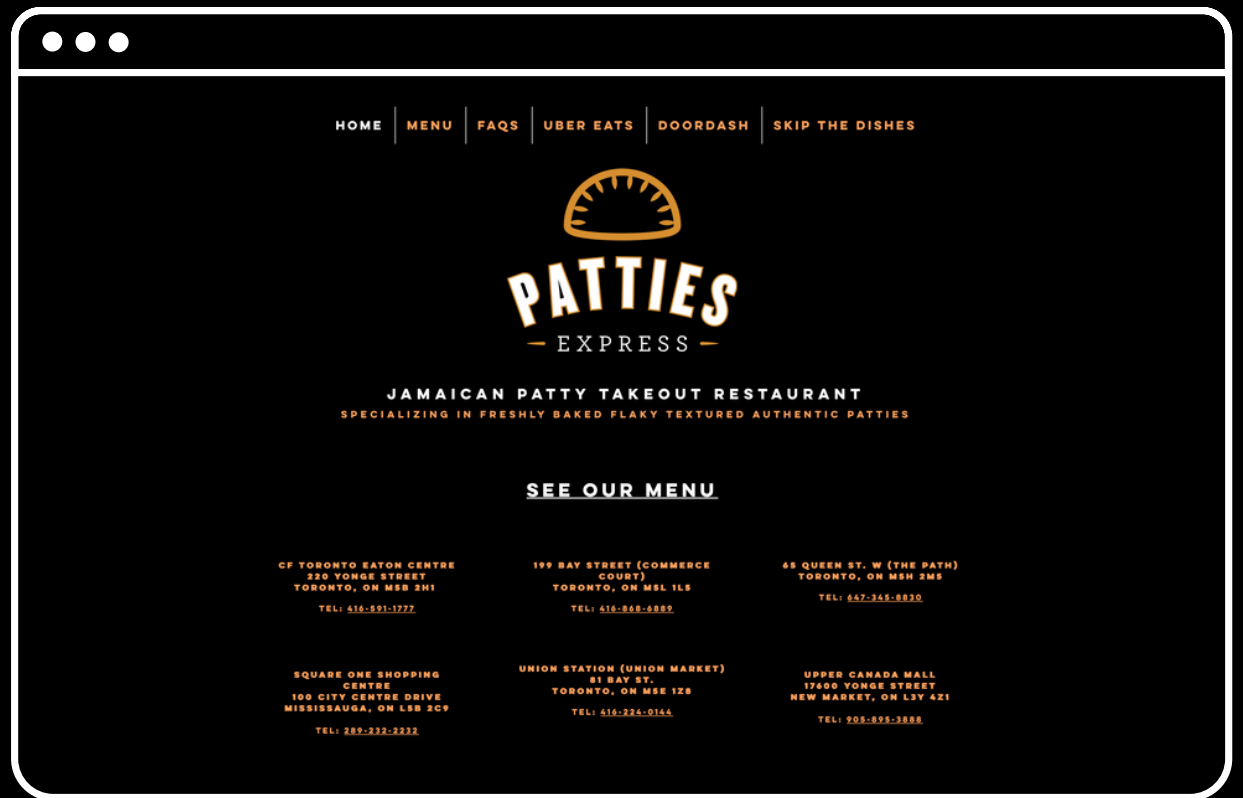 HOME
MENU
FAQS
UBER EATS
DOORDASH
SKIP THE DISHES
PATTIES
EXPRESS
JAMAICAN PATTY TAKEOUT RESTAURANT
SPECIALIZING IN FRESHLY BAKED FLAKY TEXTURED AUTHENTIC PATTIES
SEE OUR MENU
CF TORONTO EATON CENTRE
220 YONGE STREET
TORONTO, ON M5B 2H1
TEL: 416-591-1777
199 BAY STREET (COMMERCE
COURT)
TORONTO, ON M5L 1L5
TEL: 416-868-6889
65 QUEEN ST. W (THE PATH)
TORONTO, ON M5H 2M5
TEL: 647-345-8830
SQUARE ONE SHOPPING
CENTRE
100 CITY CENTRE DRIVE
MISSISSAUGA, ON L5B 2C9
TEL: 289-232-2232
UNION STATION (UNION MARKET)
81 BAY ST.
TORONTO, ON M5E 1Z8
TEL: 416-224-0144
UPPER CANADA MALL
17600 YONGE STREET
NEW MARKET, ON L3Y 4Z1
TEL: 905-895-3888